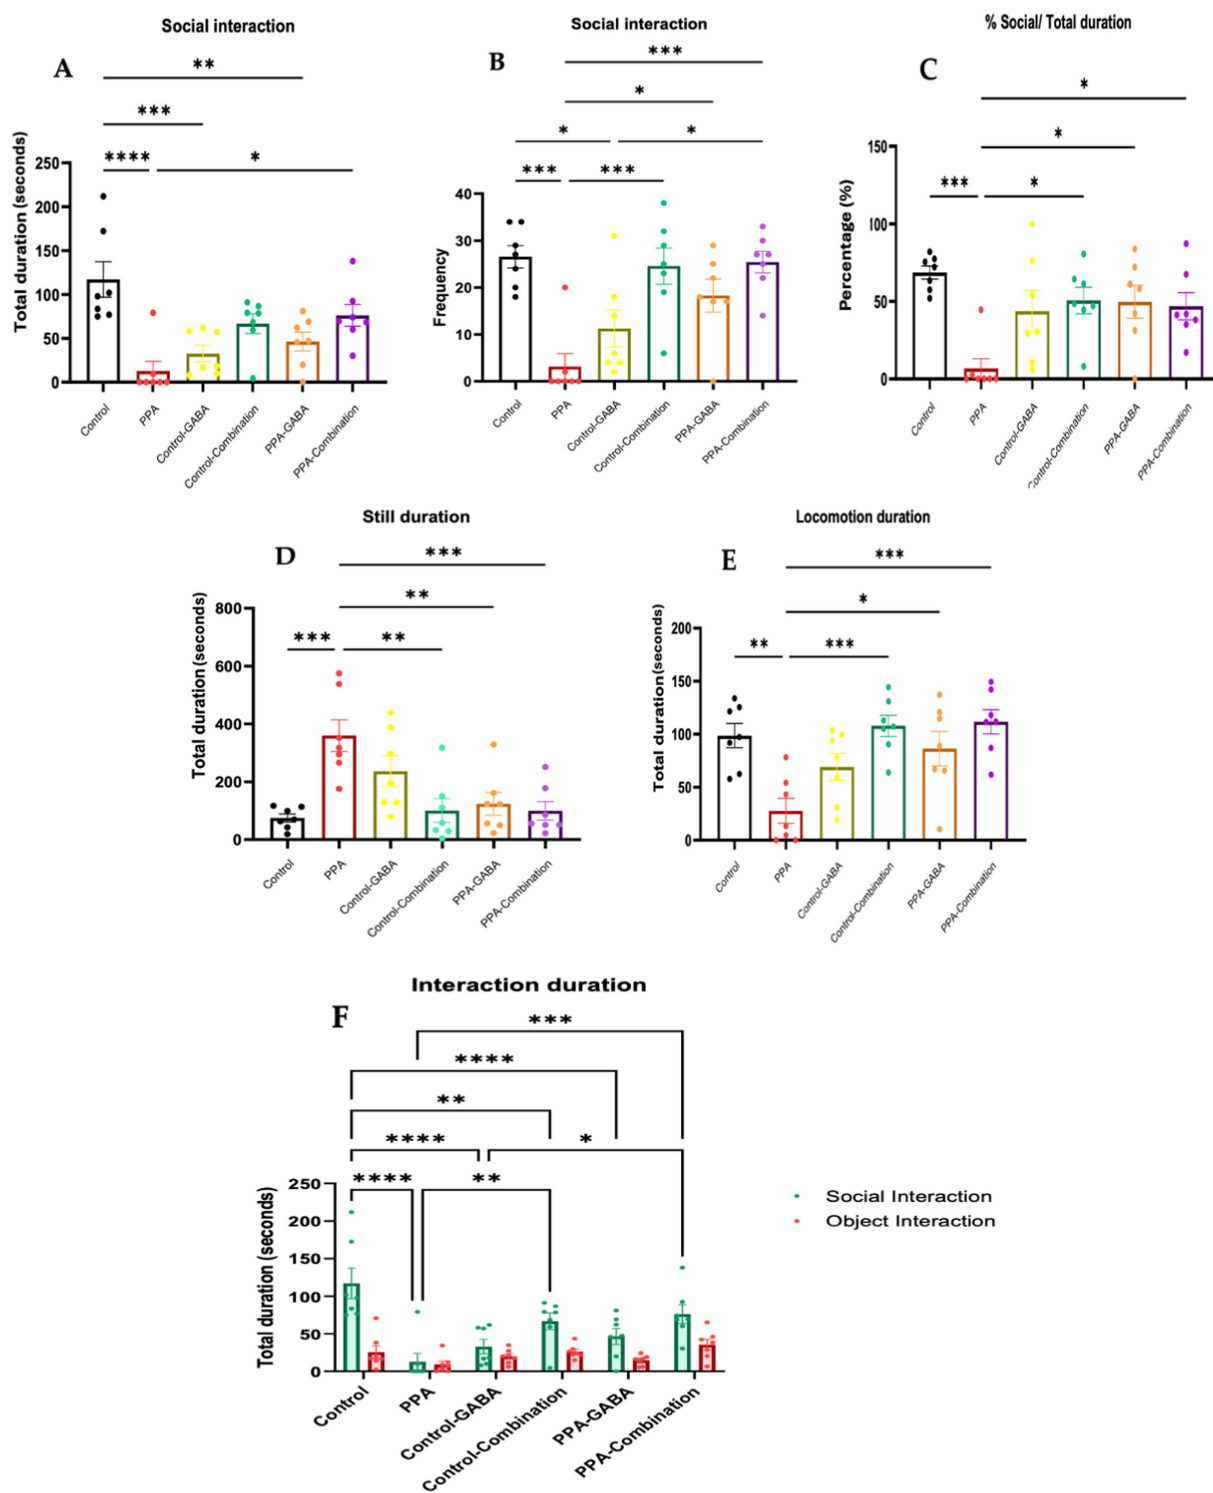 Social interaction
A
**
***
****
*
Total duration (seconds)
250
200
150
100
50
0
Control
PPA
Control-GABA
Control-Combination
PPA-GABA
PPA-Combination
Social interaction
B
***
*
*
*
***
***
Frequency
40
30
20
10
0
Control
PPA
Control-GABA
Control-Combination
PPA-GABA
PPA-Combination
% Social/ Total duration
C
*
*
***
*
Percentage (%)
150
100
50
0
Control
PPA
Control-GABA
Control-Combination
PPA-GABA
PPA-Combination
Still duration
D
***
**
***
**
Total duration (seconds)
800
600
400
200
0
Control
PPA
Control-GABA
Control-Combination
PPA-GABA
PPA-Combination
Locomotion duration
E
***
*
**
***
Total duration(seconds)
200
150
100
50
0
Control
PPA
Control-GABA
Control-Combination
PPA-GABA
PPA-Combination
Interaction duration
F
***
****
**
****
*
****
**
Total duration (seconds)
250
200
150
100
50
0
Control
PPA
Control-GABA
Control-Combination
PPA-GABA
PPA-Combination
Social Interaction
Object Interaction